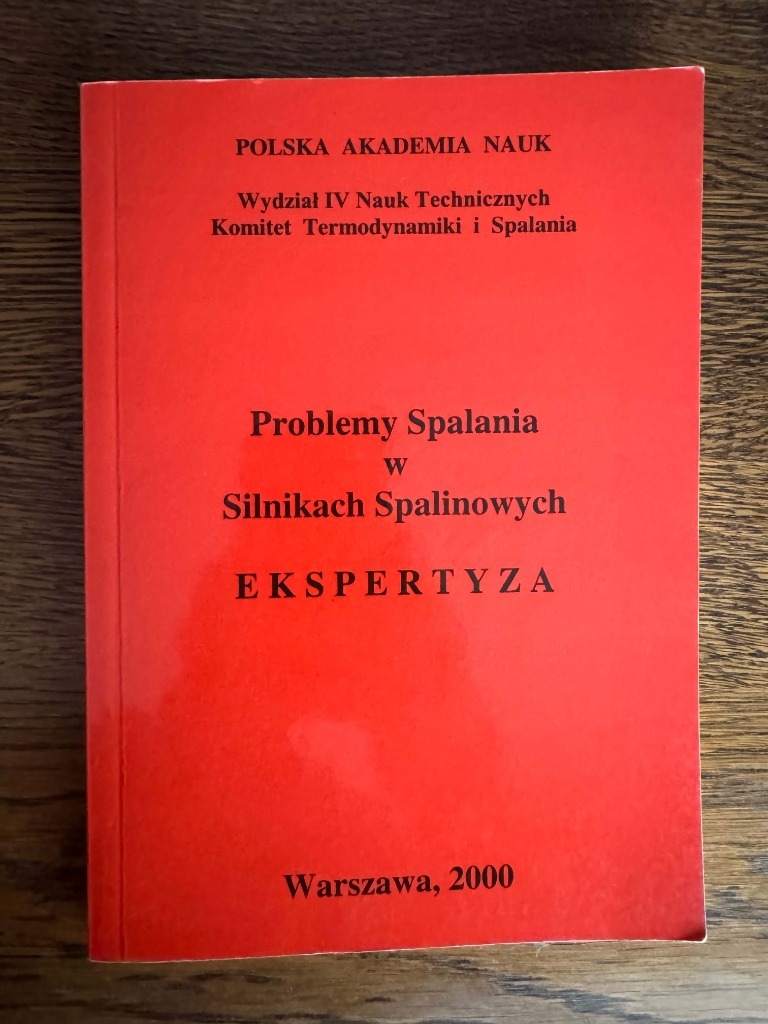 POLSKA AKADEMIA NAUK
Wydział IV Nauk Technicznych
Komitet Termodynamiki i Spalania
Problemy Spalania
w
Silnikach Spalinowych
EKSPERTYZA
Warszawa, 2000